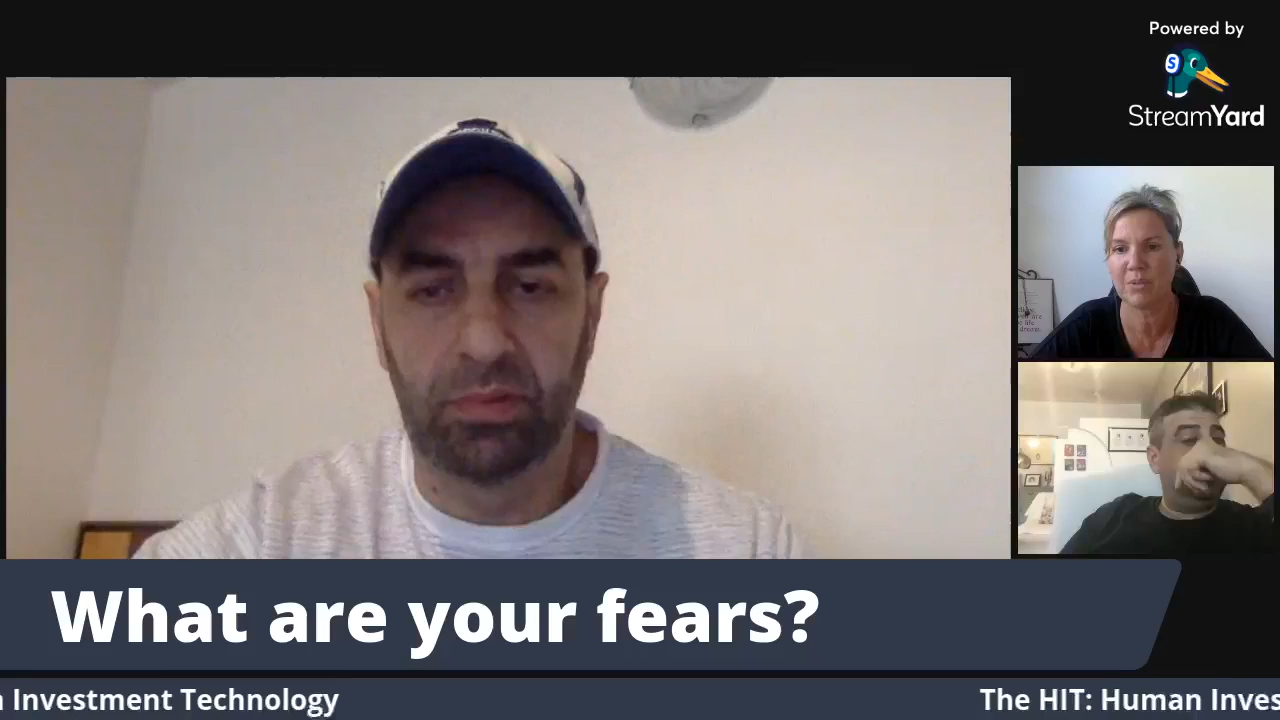 Powered by
S
StreamYard
What are your fears?
Investment Technology
The HIT: Human Inves